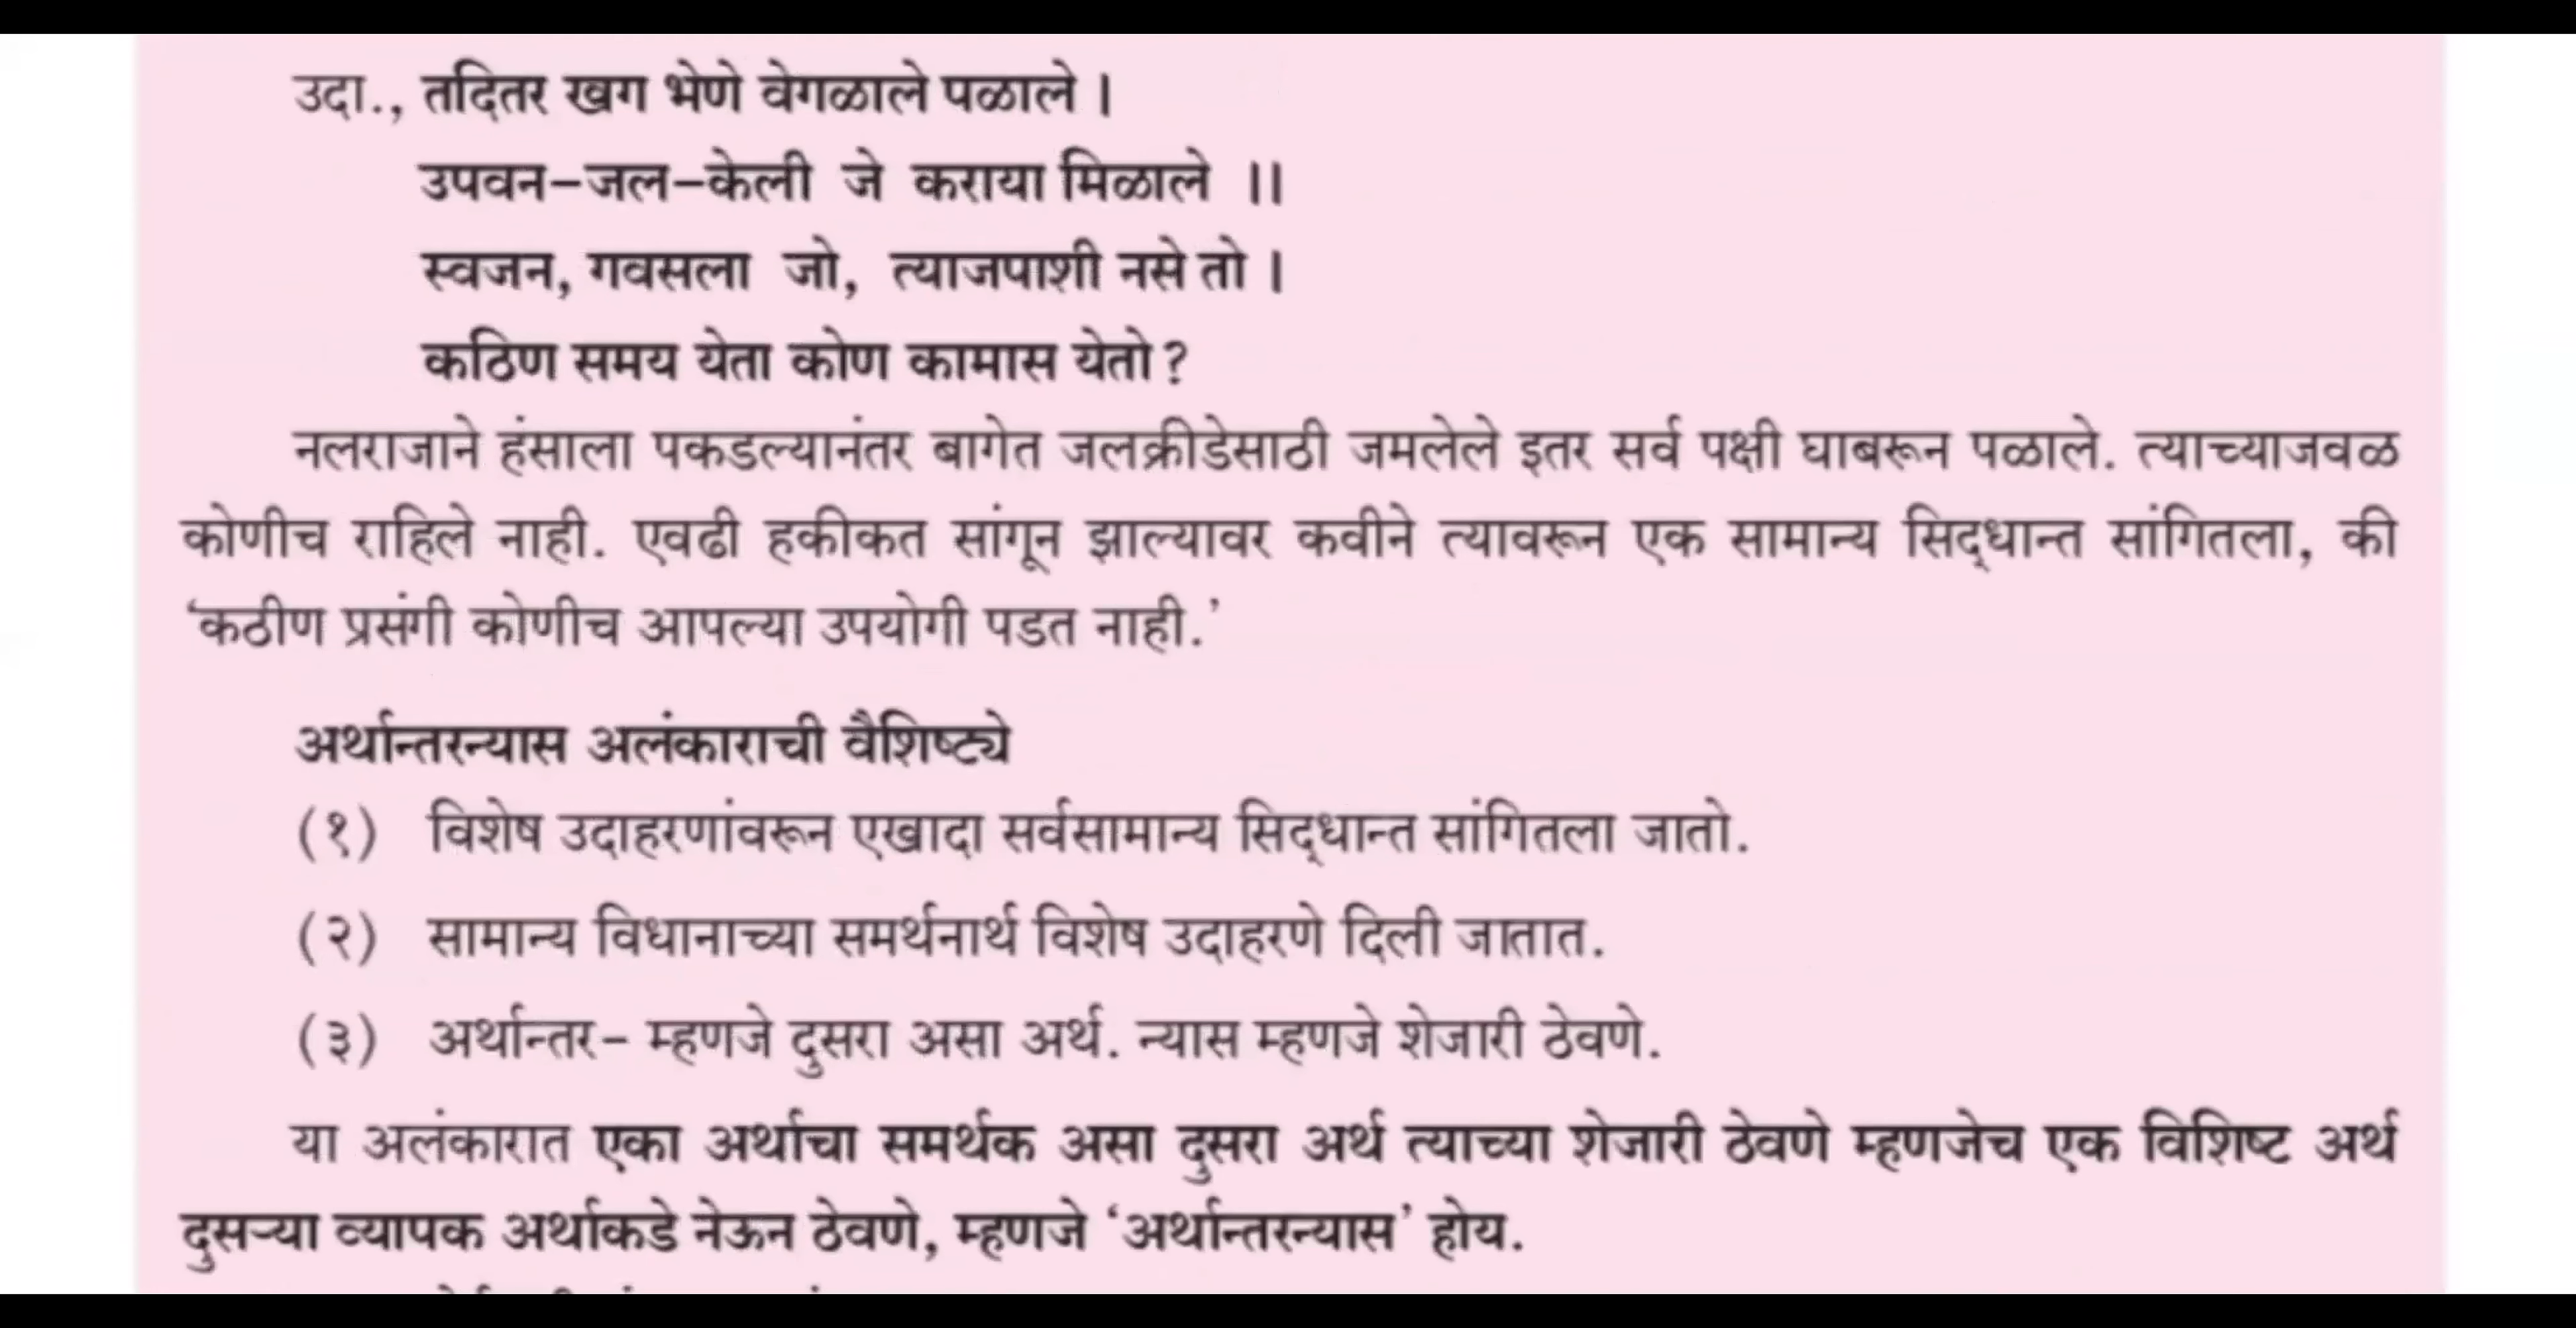 उदा., तदितर खग भेणे वेगळाले पळाले ।
उपवन-जल-केली जे कराया मिळाले ।।
स्वजन, गवसला जो, त्याजपाशी नसे तो ।
कठिण समय येता कोण कामास येतो?
नलराजाने हंसाला पकडल्यानंतर बागेत जलक्रीडेसाठी जमलेले इतर सर्व पक्षी घाबरून पळाले. त्याच्याजवळ
कोणीच राहिले नाही. एवढी हकीकत सांगून झाल्यावर कवीने त्यावरून एक सामान्य सिद्धान्त सांगितला, की
‘कठीण प्रसंगी कोणीच आपल्या उपयोगी पडत नाही.’
अर्थान्तरन्यास अलंकाराची वैशिष्ट्ये
(१) विशेष उदाहरणांवरून एखादा सर्वसामान्य सिद्धान्त सांगितला जातो.
(२) सामान्य विधानाच्या समर्थनार्थ विशेष उदाहरणे दिली जातात.
(३) अर्थान्तर- म्हणजे दुसरा असा अर्थ. न्यास म्हणजे शेजारी ठेवणे.
या अलंकारात एका अर्थाचा समर्थक असा दुसरा अर्थ त्याच्या शेजारी ठेवणे म्हणजेच एक विशिष्ट अर्थ
दुसऱ्या व्यापक अर्थाकडे नेऊन ठेवणे, म्हणजे ‘अर्थान्तरन्यास’ होय.